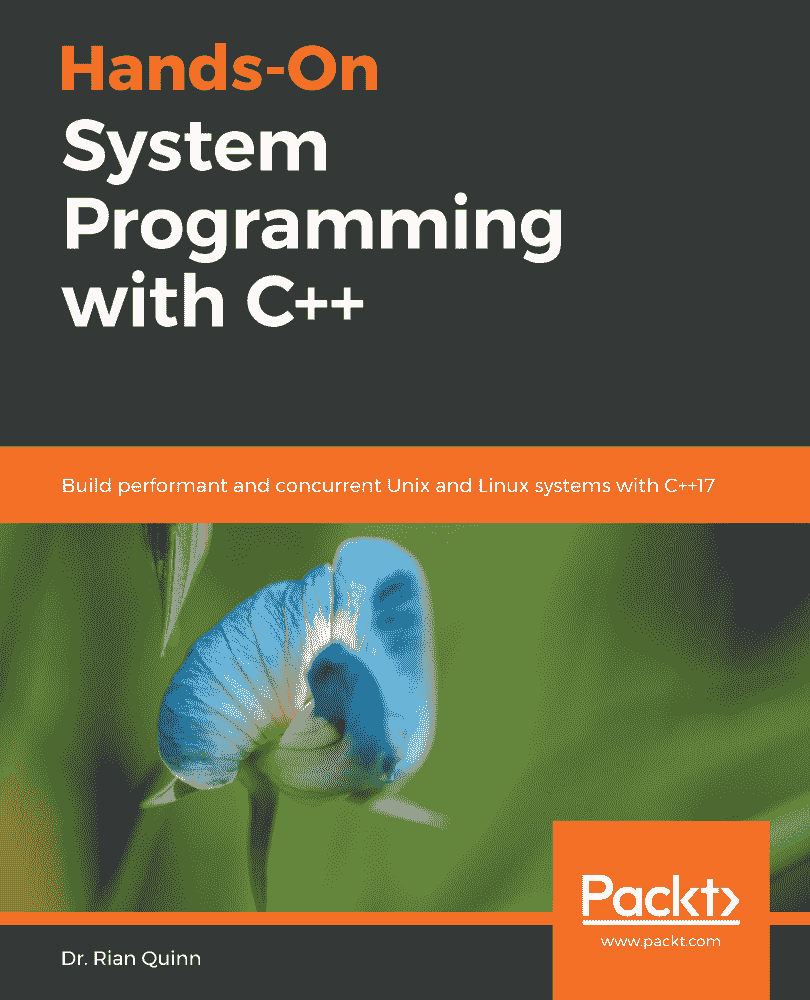 Hands-On
System
Programming
with C++
Build performant and concurrent Unix and Linux systems with C++17
Packt>
www.packt.com
Dr. Rian Quinn